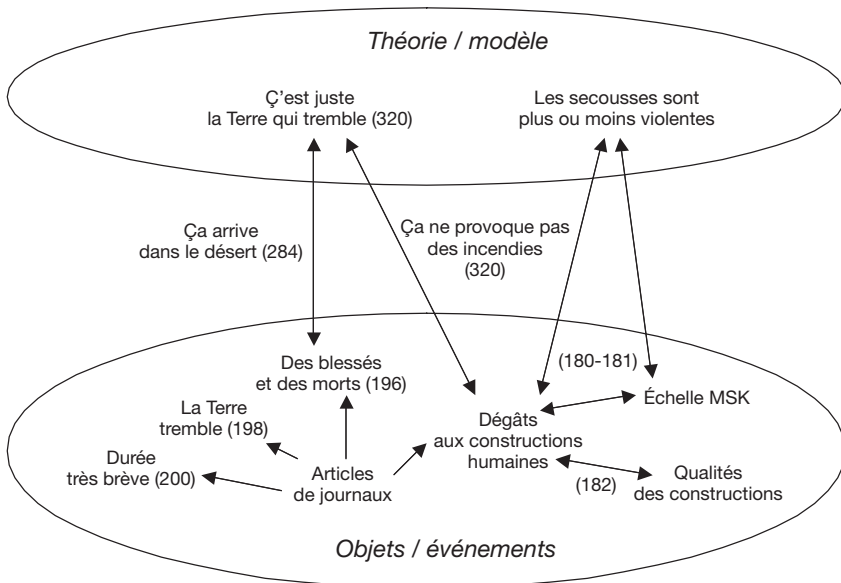 Théorie / modèle
Ç'est juste
la Terre qui tremble (320)
Les secousses sont
plus ou moins violentes
Ça arrive
dans le désert (284)
Ça ne provoque pas
des incendies
(320)
Des blessés
et des morts (196)
(180-181)
Échelle MSK
La Terre
tremble (198)
Dégâts
aux constructions
humaines
Durée
très brève (200)
Articles
de journaux
(182)
Qualités
des constructions
Objets / événements